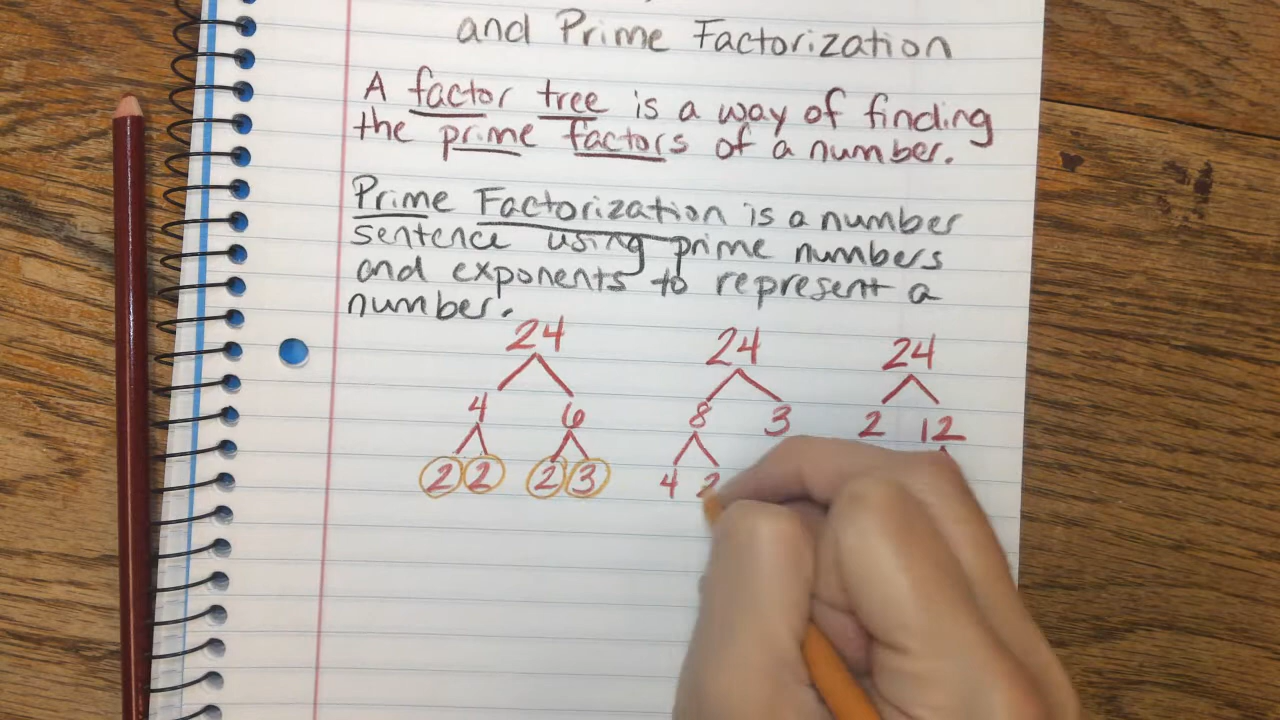 and Prime Factorization
A factor tree is a way of finding
the prime factors of a number.
Prime Factorization is a number
sentence using prime numbers
and exponents to represent a
number.
24 24 24
4 6 8 3 2 12
2 2 2 3 4 2